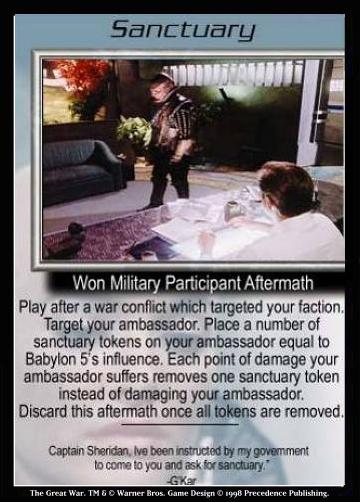 Sanctuary
Won Military Participant Aftermath
Play after a war conflict which targeted your faction.
Target your ambassador. Place a number of
sanctuary tokens on your ambassador equal to
Babylon 5's influence. Each point of damage your
ambassador suffers removes one sanctuary token
instead of damaging your ambassador.
Discard this aftermath once all tokens are removed.
Captain Sheridan, Ive been instructed by my government
to come to you and ask for sanctuary."
-G'Kar
The Great War. TM & © Warner Bros. Game Design © 1998 Precedence Publishing.